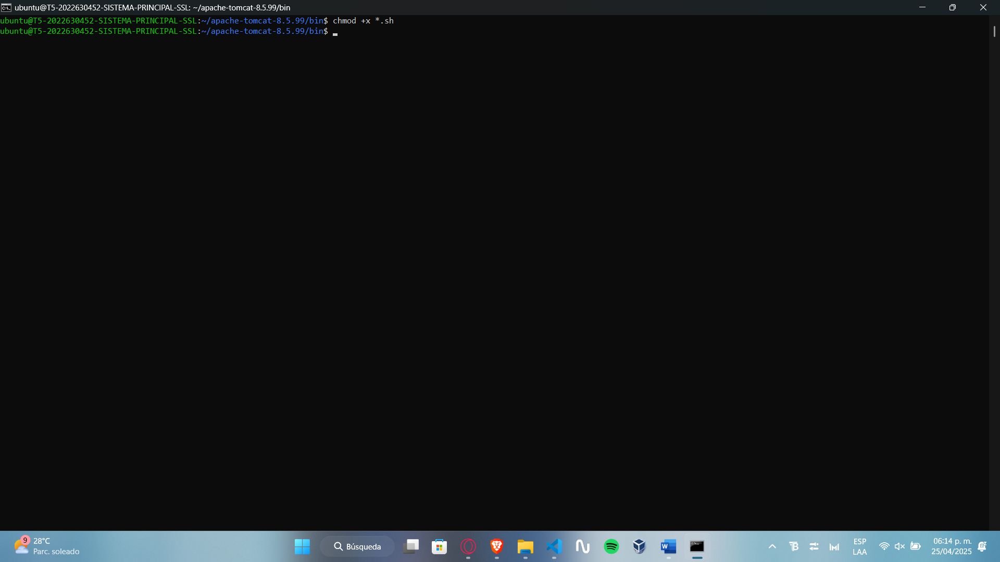 ubuntu@T5-2022630452-SISTEMA-PRINCIPAL-SSL: ~/apache-tomcat-8.5.99/bin
ubuntu@T5-2022630452-SISTEMA-PRINCIPAL-SSL:~/apache-tomcat-8.5.99/bin$ chmod +x *.sh
ubuntu@T5-2022630452-SISTEMA-PRINCIPAL-SSL:~/apache-tomcat-8.5.99/bin$
9
28°C
Parc. soleado
Búsqueda
ESP
LAA
06:14 p. m.
25/04/2025